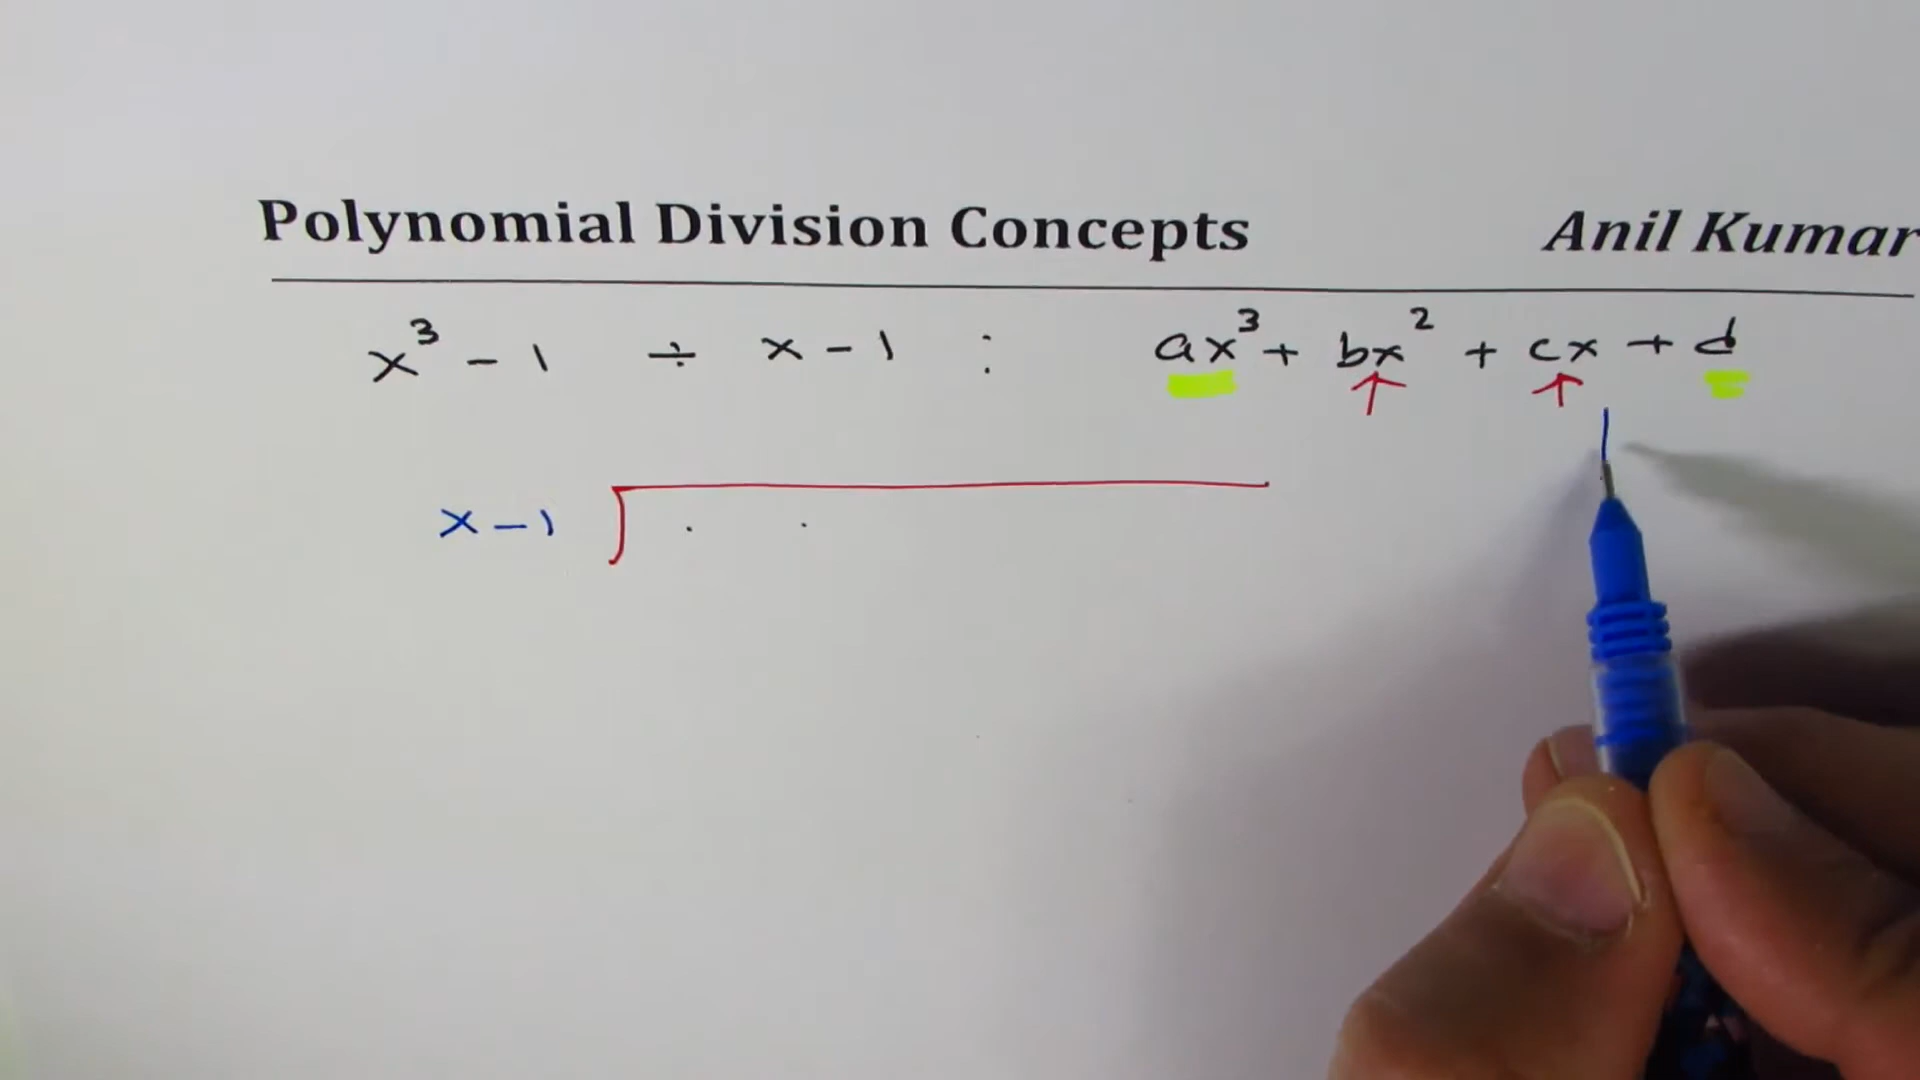 Polynomial Division Concepts Anil Kumar
x³ - 1 ÷ x - 1 : ax³ + bx² + cx + d
x - 1